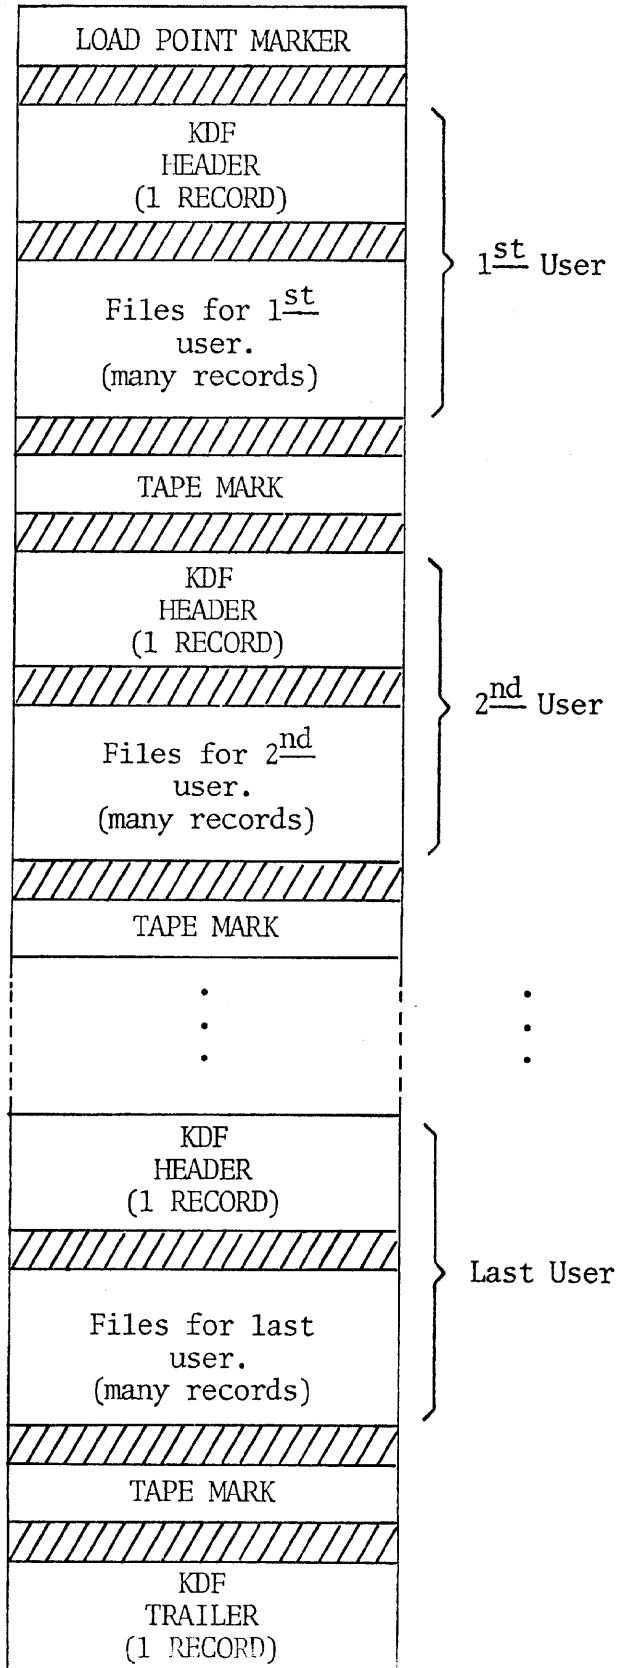 LOAD POINT MARKER
KDF
HEADER
(1 RECORD)
1st User
Files for 1st
user.
(many records)
TAPE MARK
KDF
HEADER
(1 RECORD)
2nd User
Files for 2nd
user.
(many records)
TAPE MARK
KDF
HEADER
(1 RECORD)
Last User
Files for last
user.
(many records)
TAPE MARK
KDF
TRAILER
(1 RECORD)